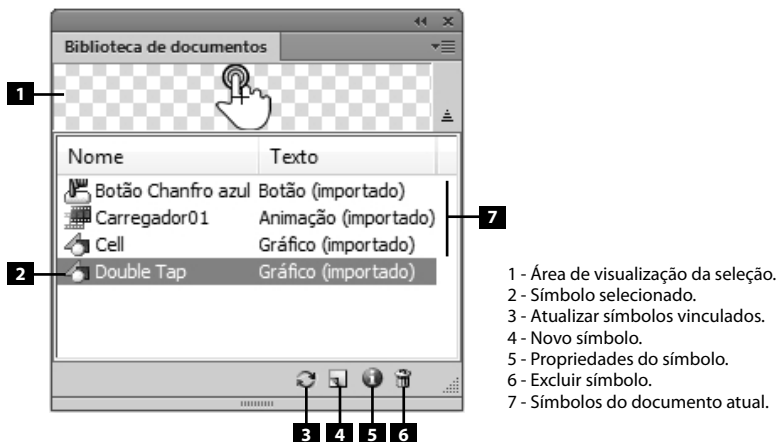 Biblioteca de documentos
1
Nome Texto
Botão Chanfro azul Botão (importado)
Carregador01 Animação (importado)
7
Cell Gráfico (importado)
2
Double Tap Gráfico (importado)
1 - Área de visualização da seleção.
2 - Símbolo selecionado.
3 - Atualizar símbolos vinculados.
4 - Novo símbolo.
5 - Propriedades do símbolo.
6 - Excluir símbolo.
7 - Símbolos do documento atual.
3 4 5 6